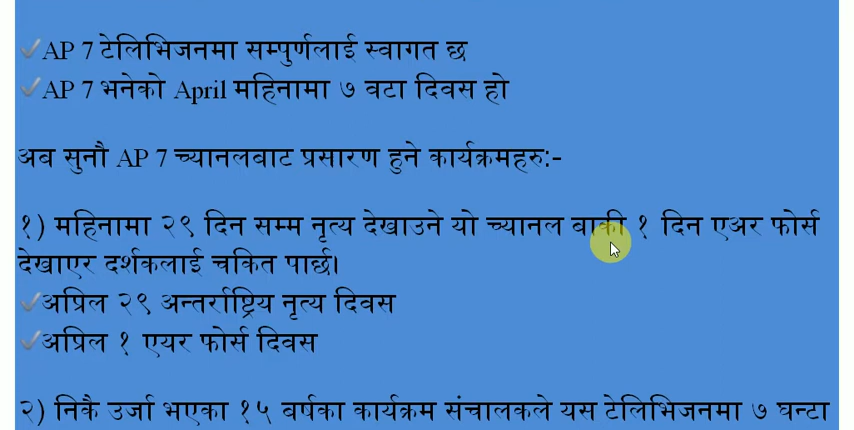 ✓AP 7 टेलिभिजनमा सम्पुर्णलाई स्वागत छ
✓AP 7 भनेको April महिनामा ७ वटा दिवस हो
अब सुनौ AP 7 च्यानलबाट प्रसारण हुने कार्यक्रमहरु:-
१) महिनामा २९ दिन सम्म नृत्य देखाउने यो च्यानल बाकी १ दिन एअर फोर्स
देखाएर दर्शकलाई चकित पार्छ।
✓अप्रिल २९ अन्तर्राष्ट्रिय नृत्य दिवस
✓अप्रिल १ एयर फोर्स दिवस
२) निकै उर्जा भएका १५ बर्षका कार्यक्रम संचालकले यस टेलिभिजनमा ७ घन्टा